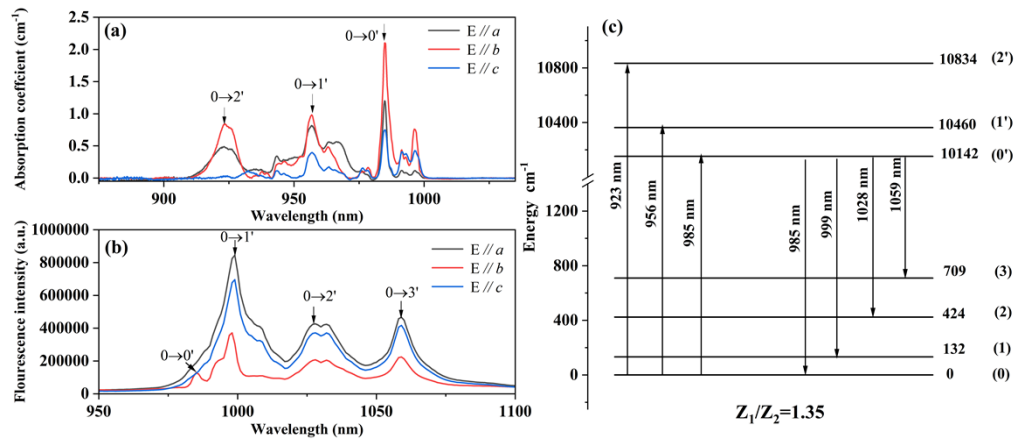 (a)
Absorption coeffcient (cm⁻¹)
2.5
2.0
1.5
1.0
0.5
0.0
0→2'
0→1'
0→0'
E // a
E // b
E // c
900
950
1000
Wavelength (nm)
(b)
Flourescence intensity (a.u.)
1000000
800000
600000
400000
200000
0
0→0'
0→1'
0→2'
0→3'
E // a
E // b
E // c
950
1000
1050
1100
Wavelength (nm)
(c)
Energy cm⁻¹
10800
10400
1200
800
400
0
10834 (2')
10460 (1')
10142 (0')
709 (3)
424 (2)
132 (1)
0 (0)
923 nm
956 nm
985 nm
985 nm
999 nm
1028 nm
1059 nm
Z₁/Z₂=1.35